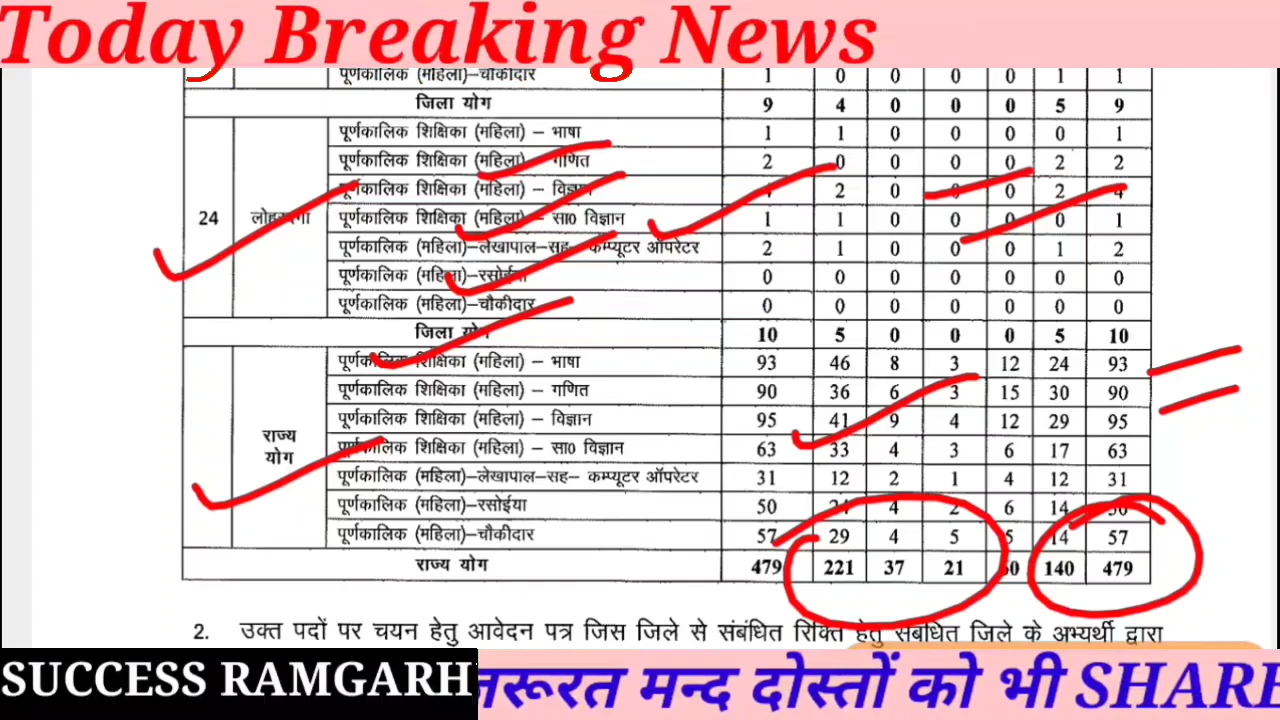 Today Breaking News
पूर्णकालिक (महिला)–चौकीदार 1 0 0 0 0 1 1
जिला योग 9 4 0 0 0 5 9
24 लोहरदगा
पूर्णकालिक शिक्षिका (महिला) – भाषा 1 1 0 0 0 0 1
पूर्णकालिक शिक्षिका (महिला) – गणित 2 0 0 0 0 2 2
पूर्णकालिक शिक्षिका (महिला) – विज्ञान 4 2 0 0 0 2 4
पूर्णकालिक शिक्षिका (महिला) – सा0 विज्ञान 1 1 0 0 0 0 1
पूर्णकालिक (महिला)–लेखापाल–सह– कम्प्यूटर ऑपरेटर 2 1 0 0 0 1 2
पूर्णकालिक (महिला)–रसोईया 0 0 0 0 0 0 0
पूर्णकालिक (महिला)–चौकीदार 0 0 0 0 0 0 0
जिला योग 10 5 0 0 0 5 10
राज्य योग
पूर्णकालिक शिक्षिका (महिला) – भाषा 93 46 8 3 12 24 93
पूर्णकालिक शिक्षिका (महिला) – गणित 90 36 6 3 15 30 90
पूर्णकालिक शिक्षिका (महिला) – विज्ञान 95 41 9 4 12 29 95
पूर्णकालिक शिक्षिका (महिला) – सा0 विज्ञान 63 33 4 3 6 17 63
पूर्णकालिक (महिला)–लेखापाल–सह– कम्प्यूटर ऑपरेटर 31 12 2 1 4 12 31
पूर्णकालिक (महिला)–रसोईया 50 24 4 2 6 14 50
पूर्णकालिक (महिला)–चौकीदार 57 29 4 5 5 14 57
राज्य योग 479 221 37 21 60 140 479
2. उक्त पदों पर चयन हेतु आवेदन पत्र जिस जिले से संबंधित रिक्ति हेतु संबंधित जिले के अभ्यर्थी द्वारा
SUCCESS RAMGARH
जरूरत मन्द दोस्तों को भी SHARE